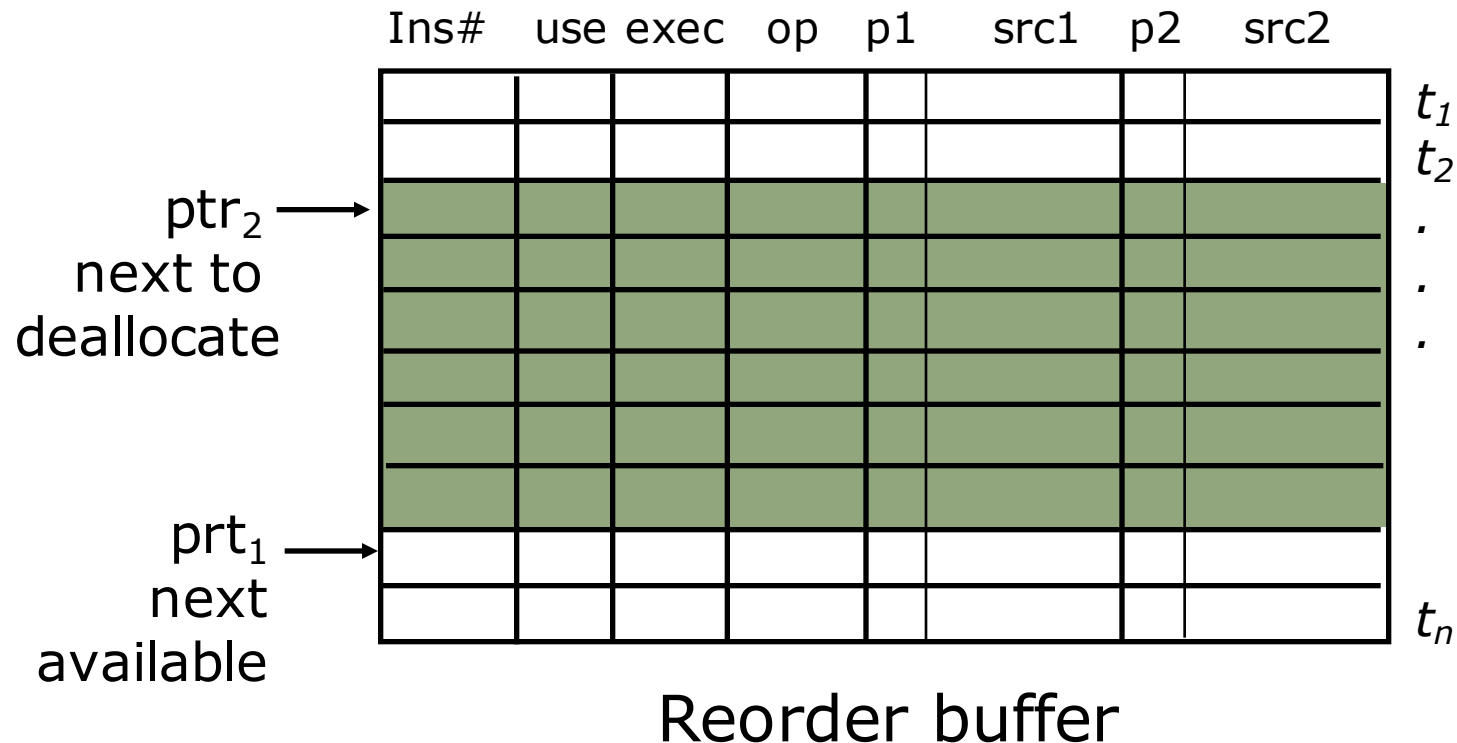 Ins# use exec op p1 src1 p2 src2
t1
t2
ptr2
next to
deallocate
.
.
.
prt1
next
available
tn
Reorder buffer